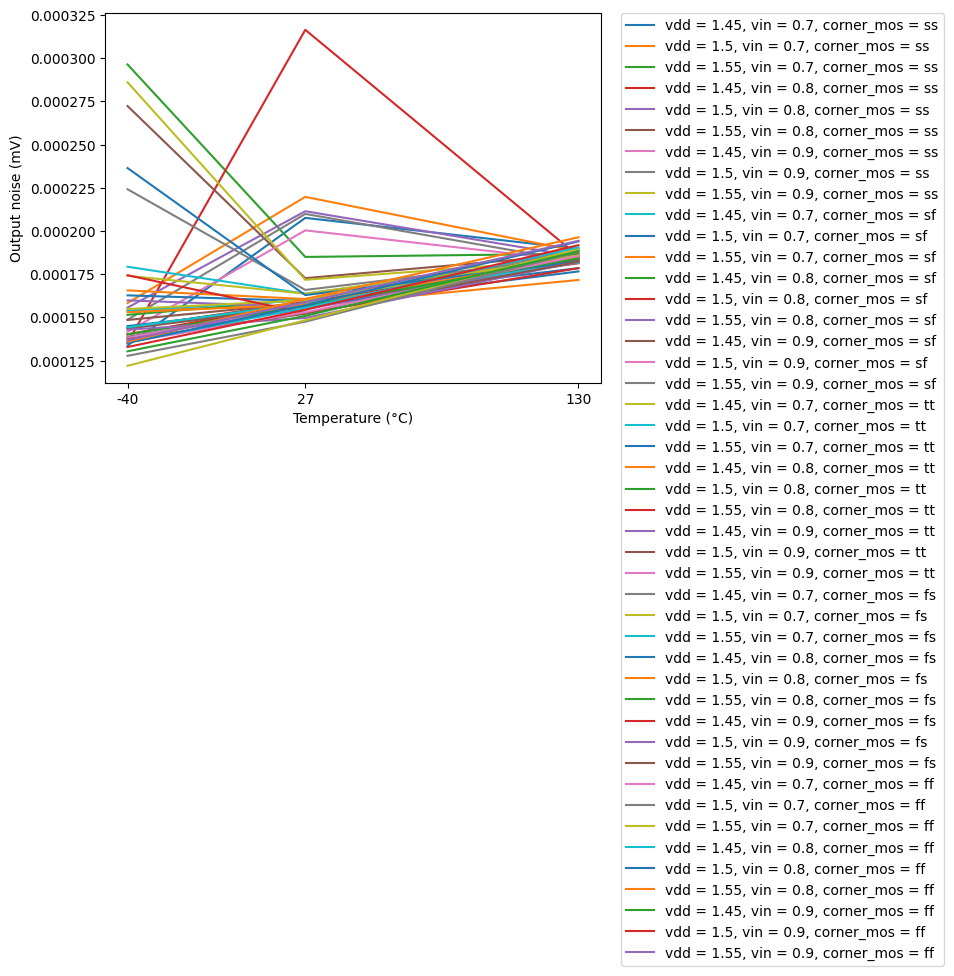 0.000325
0.000300
0.000275
0.000250
0.000225
0.000200
0.000175
0.000150
0.000125
Output noise (mV)
-40
27
130
Temperature (°C)
vdd = 1.45, vin = 0.7, corner_mos = ss
vdd = 1.5, vin = 0.7, corner_mos = ss
vdd = 1.55, vin = 0.7, corner_mos = ss
vdd = 1.45, vin = 0.8, corner_mos = ss
vdd = 1.5, vin = 0.8, corner_mos = ss
vdd = 1.55, vin = 0.8, corner_mos = ss
vdd = 1.45, vin = 0.9, corner_mos = ss
vdd = 1.5, vin = 0.9, corner_mos = ss
vdd = 1.55, vin = 0.9, corner_mos = ss
vdd = 1.45, vin = 0.7, corner_mos = sf
vdd = 1.5, vin = 0.7, corner_mos = sf
vdd = 1.55, vin = 0.7, corner_mos = sf
vdd = 1.45, vin = 0.8, corner_mos = sf
vdd = 1.5, vin = 0.8, corner_mos = sf
vdd = 1.55, vin = 0.8, corner_mos = sf
vdd = 1.45, vin = 0.9, corner_mos = sf
vdd = 1.5, vin = 0.9, corner_mos = sf
vdd = 1.55, vin = 0.9, corner_mos = sf
vdd = 1.45, vin = 0.7, corner_mos = tt
vdd = 1.5, vin = 0.7, corner_mos = tt
vdd = 1.55, vin = 0.7, corner_mos = tt
vdd = 1.45, vin = 0.8, corner_mos = tt
vdd = 1.5, vin = 0.8, corner_mos = tt
vdd = 1.55, vin = 0.8, corner_mos = tt
vdd = 1.45, vin = 0.9, corner_mos = tt
vdd = 1.5, vin = 0.9, corner_mos = tt
vdd = 1.55, vin = 0.9, corner_mos = tt
vdd = 1.45, vin = 0.7, corner_mos = fs
vdd = 1.5, vin = 0.7, corner_mos = fs
vdd = 1.55, vin = 0.7, corner_mos = fs
vdd = 1.45, vin = 0.8, corner_mos = fs
vdd = 1.5, vin = 0.8, corner_mos = fs
vdd = 1.55, vin = 0.8, corner_mos = fs
vdd = 1.45, vin = 0.9, corner_mos = fs
vdd = 1.5, vin = 0.9, corner_mos = fs
vdd = 1.55, vin = 0.9, corner_mos = fs
vdd = 1.45, vin = 0.7, corner_mos = ff
vdd = 1.5, vin = 0.7, corner_mos = ff
vdd = 1.55, vin = 0.7, corner_mos = ff
vdd = 1.45, vin = 0.8, corner_mos = ff
vdd = 1.5, vin = 0.8, corner_mos = ff
vdd = 1.55, vin = 0.8, corner_mos = ff
vdd = 1.45, vin = 0.9, corner_mos = ff
vdd = 1.5, vin = 0.9, corner_mos = ff
vdd = 1.55, vin = 0.9, corner_mos = ff